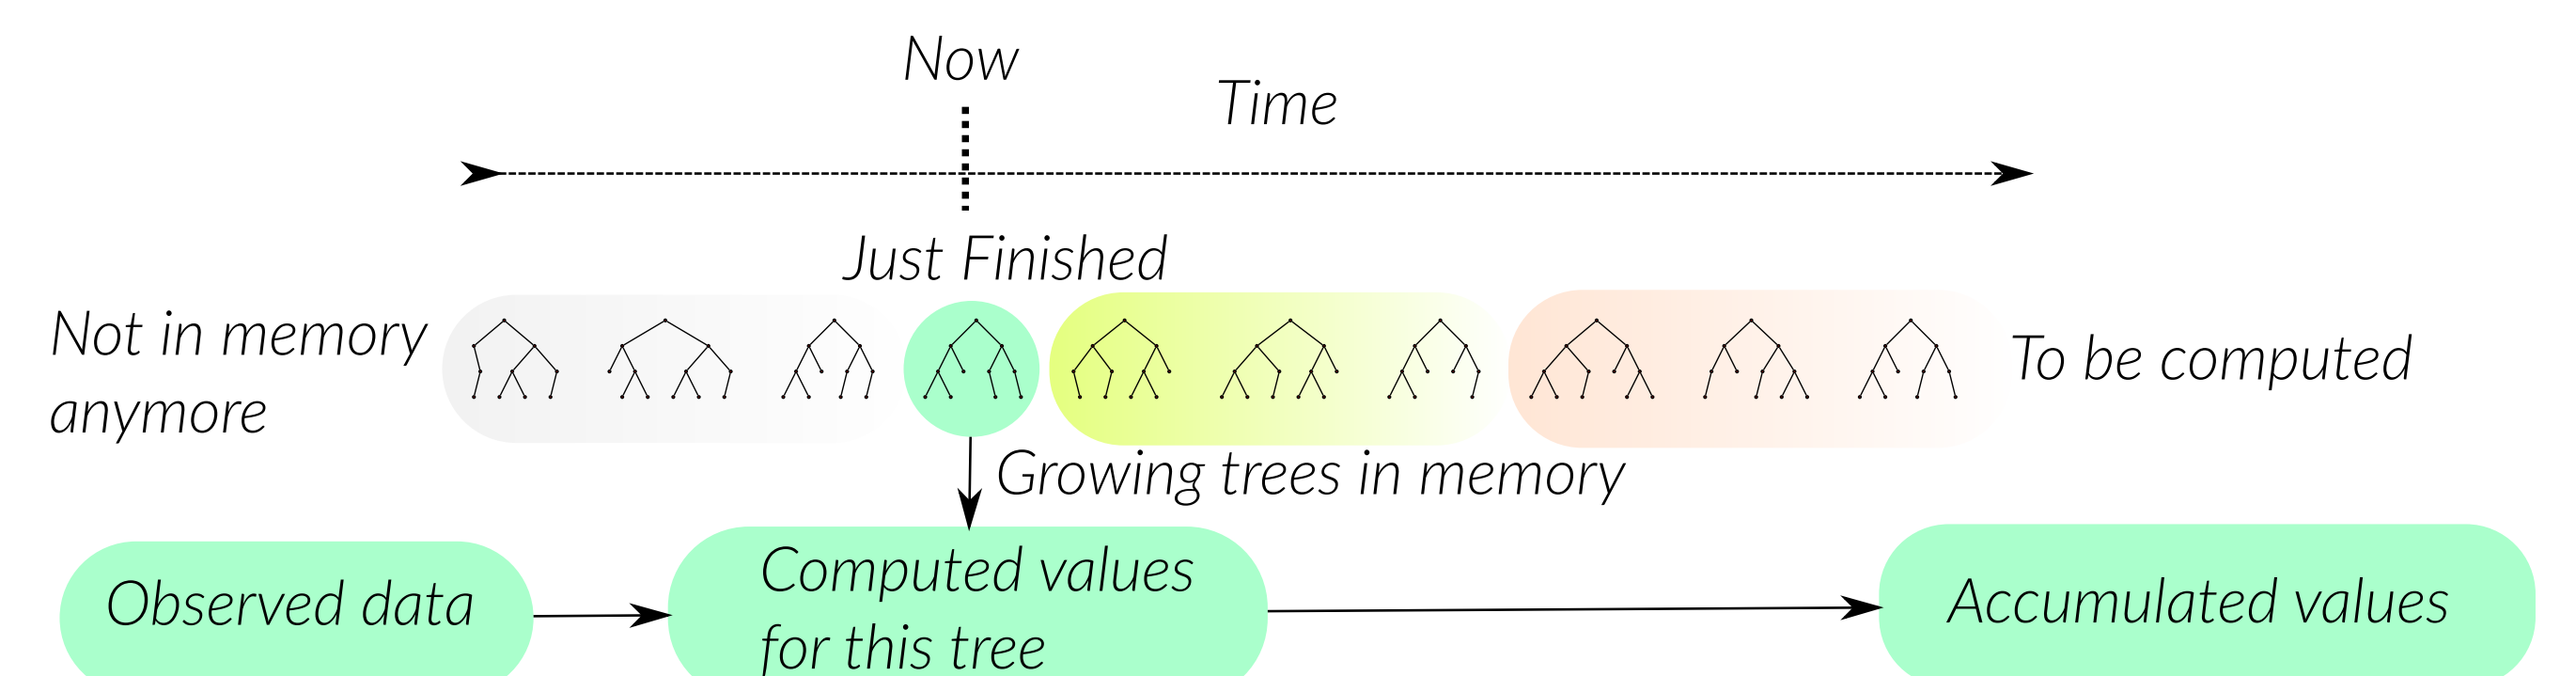 Now
Time
Just Finished
Not in memory
anymore
To be computed
Growing trees in memory
Observed data
Computed values
for this tree
Accumulated values